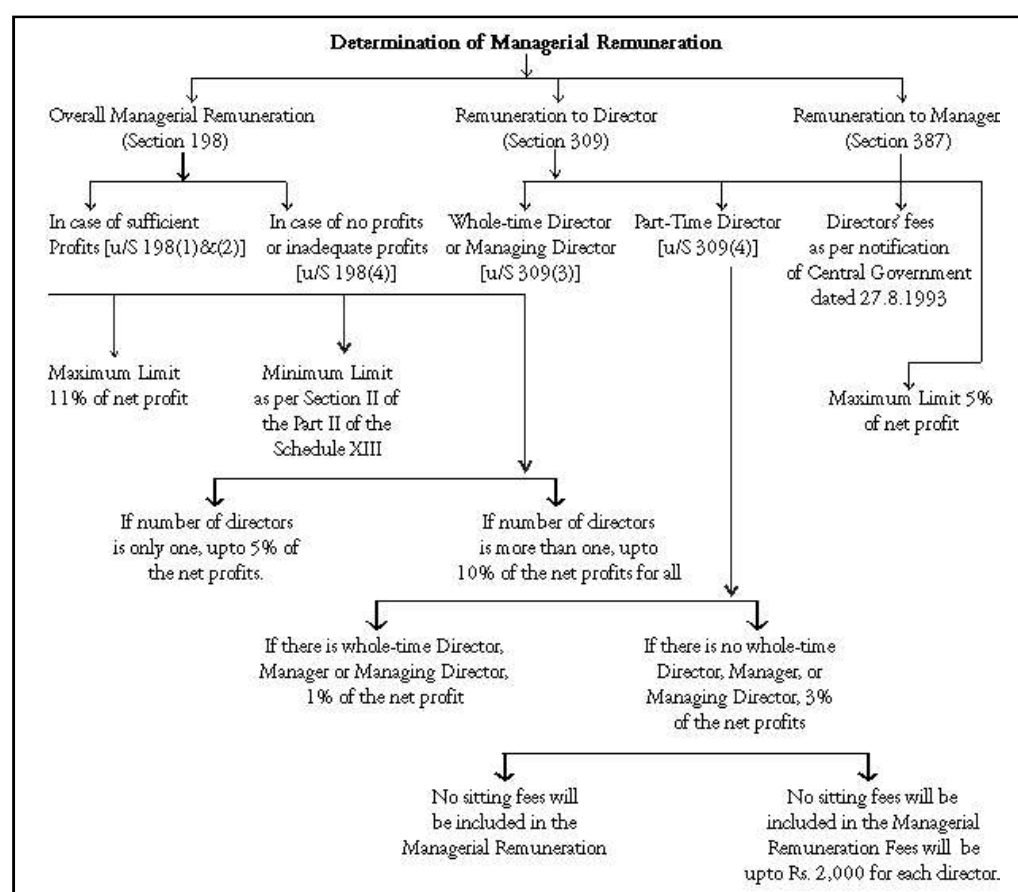 Determination of Managerial Remuneration
Overall Managerial Remuneration
(Section 198)
Remuneration to Director
(Section 309)
Remuneration to Manager
(Section 387)
In case of sufficient
Profits [u/S 198(1)&(2)]
In case of no profits
or inadequate profits
[u/S 198(4)]
Whole-time Director
or Managing Director
[u/S 309(3)]
Part-Time Director
[u/S 309(4)]
Directors' fees
as per notification
of Central Government
dated 27.8.1993
Maximum Limit
11% of net profit
Minimum Limit
as per Section II of
the Part II of the
Schedule XIII
Maximum Limit 5%
of net profit
If number of directors
is only one, upto 5% of
the net profits.
If number of directors
is more than one, upto
10% of the net profits for all
If there is whole-time Director,
Manager or Managing Director,
1% of the net profit
If there is no whole-time
Director, Manager, or
Managing Director, 3%
of the net profits
No sitting fees will
be included in the
Managerial Remuneration
No sitting fees will be
included in the Managerial
Remuneration Fees will be
upto Rs. 2,000 for each director.